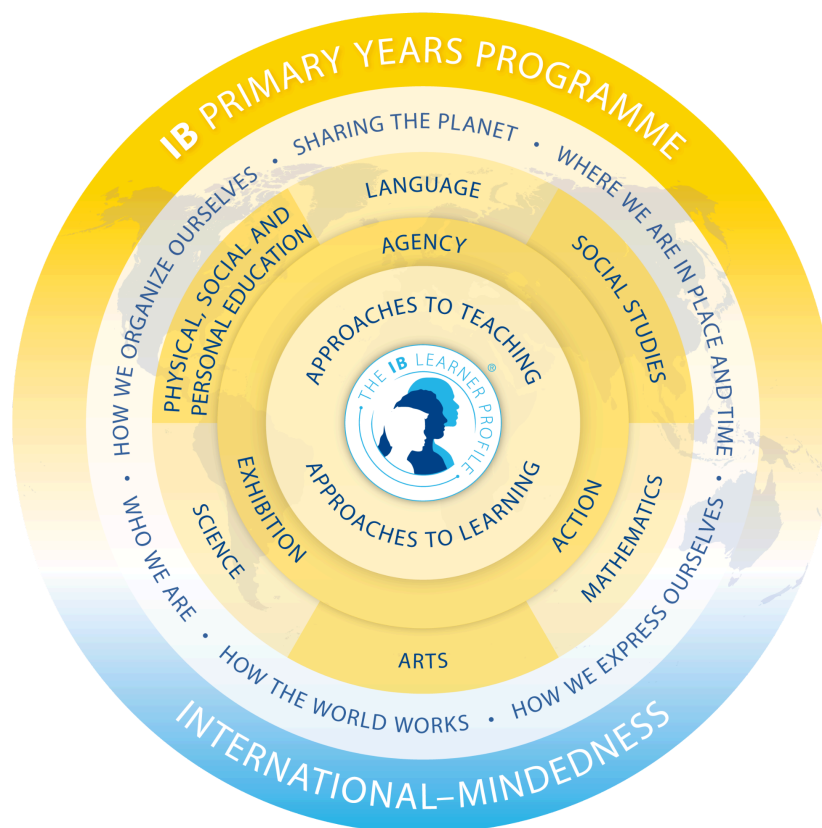 IB PRIMARY YEARS PROGRAMME
SHARING THE PLANET • WHERE WE ARE IN PLACE AND TIME • HOW WE EXPRESS OURSELVES • HOW THE WORLD WORKS • WHO WE ARE • HOW WE ORGANIZE OURSELVES •
LANGUAGE
SOCIAL STUDIES
MATHEMATICS
ARTS
SCIENCE
PHYSICAL, SOCIAL AND
PERSONAL EDUCATION
AGENCY
ACTION
EXHIBITION
APPROACHES TO TEACHING
THE IB LEARNER PROFILE
®
APPROACHES TO LEARNING
INTERNATIONAL–MINDEDNESS